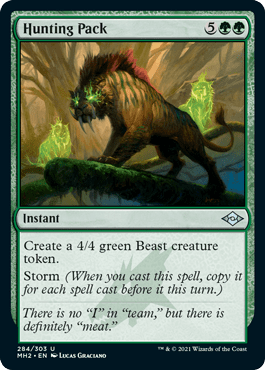 Hunting Pack 5
Instant
Create a 4/4 green Beast creature
token.
Storm (When you cast this spell, copy it
for each spell cast before it this turn.)
There is no “I” in “team,” but there is
definitely “meat.”
284/303 U
MH2 • EN Lucas Graciano ™ & © 2021 Wizards of the Coast